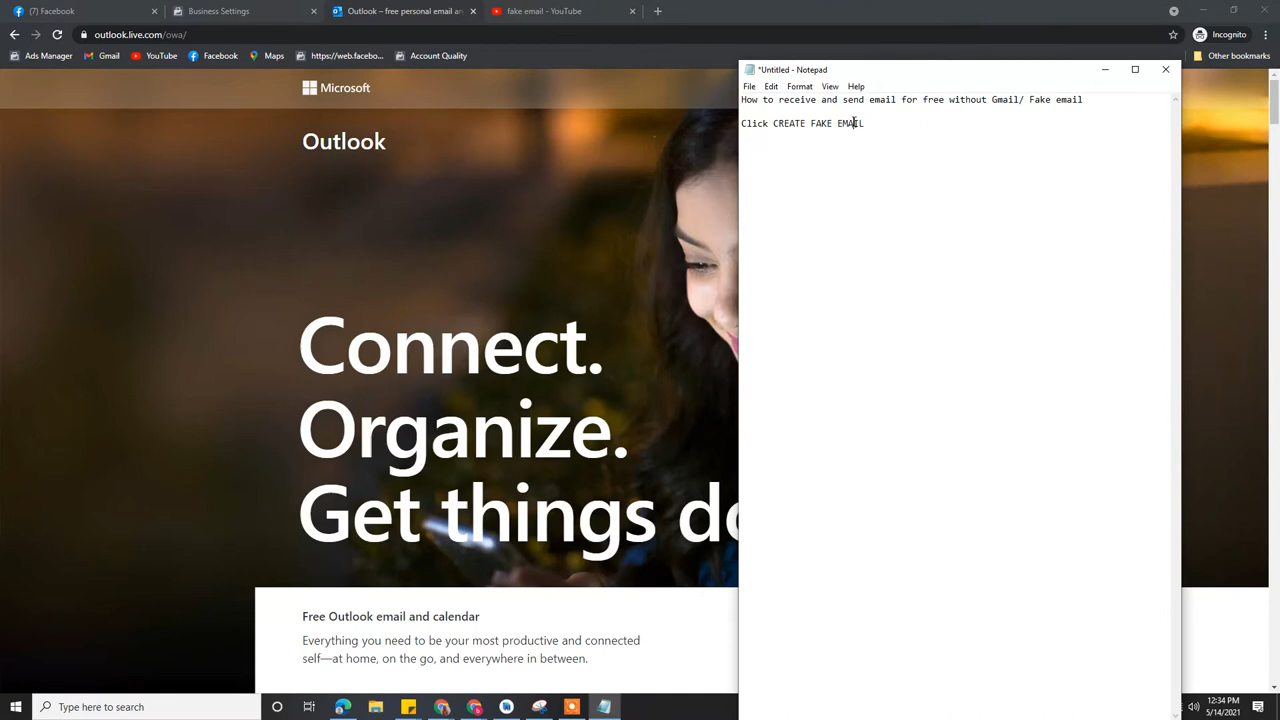 (7) Facebook
Business Settings
Outlook – free personal email an
fake email - YouTube
outlook.live.com/owa/
Incognito
Ad Manager
Gmail
YouTube
Facebook
Maps
https://web.facebo...
Account Quality
Other bookmarks
Microsoft
Outlook
Connect.
Organize.
Get things do
Free Outlook email and calendar
Everything you need to be your most productive and connected
self—at home, on the go, and everywhere in between.
*Untitled - Notepad
File Edit Format View Help
How to receive and send email for free without Gmail/ Fake email
Click CREATE FAKE EMAIL
Type here to search
12:34 PM
5/14/2021